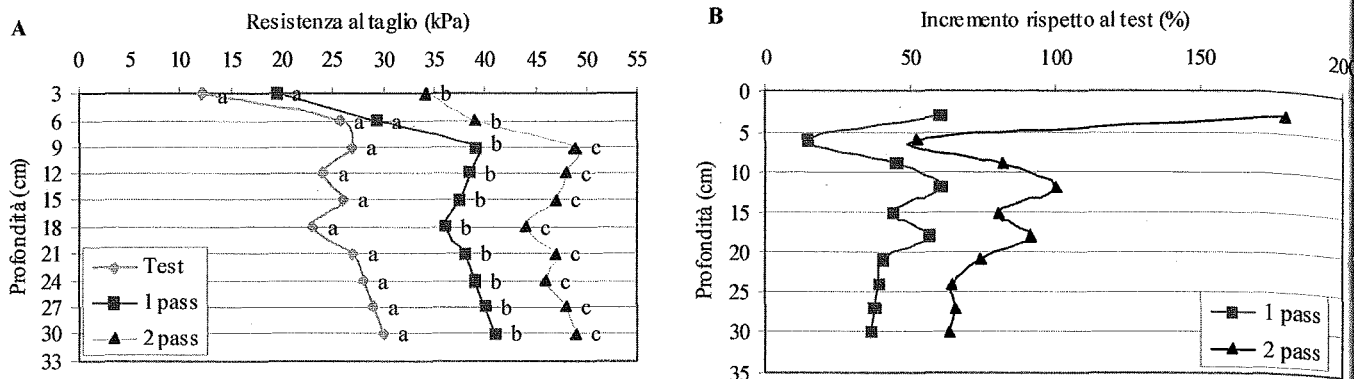 A
Resistenza al taglio (kPa)
0 5 10 15 20 25 30 35 40 45 50 55
Profondità (cm)
3
6
9
12
15
18
21
24
27
30
33
a a b
a a b
a b c
a b c
a b c
a b c
a b c
a b c
a b c
a b c
Test
1 pass
2 pass
B
Incremento rispetto al test (%)
0 50 100 150 20
Profondità (cm)
0
5
10
15
20
25
30
35
1 pass
2 pass